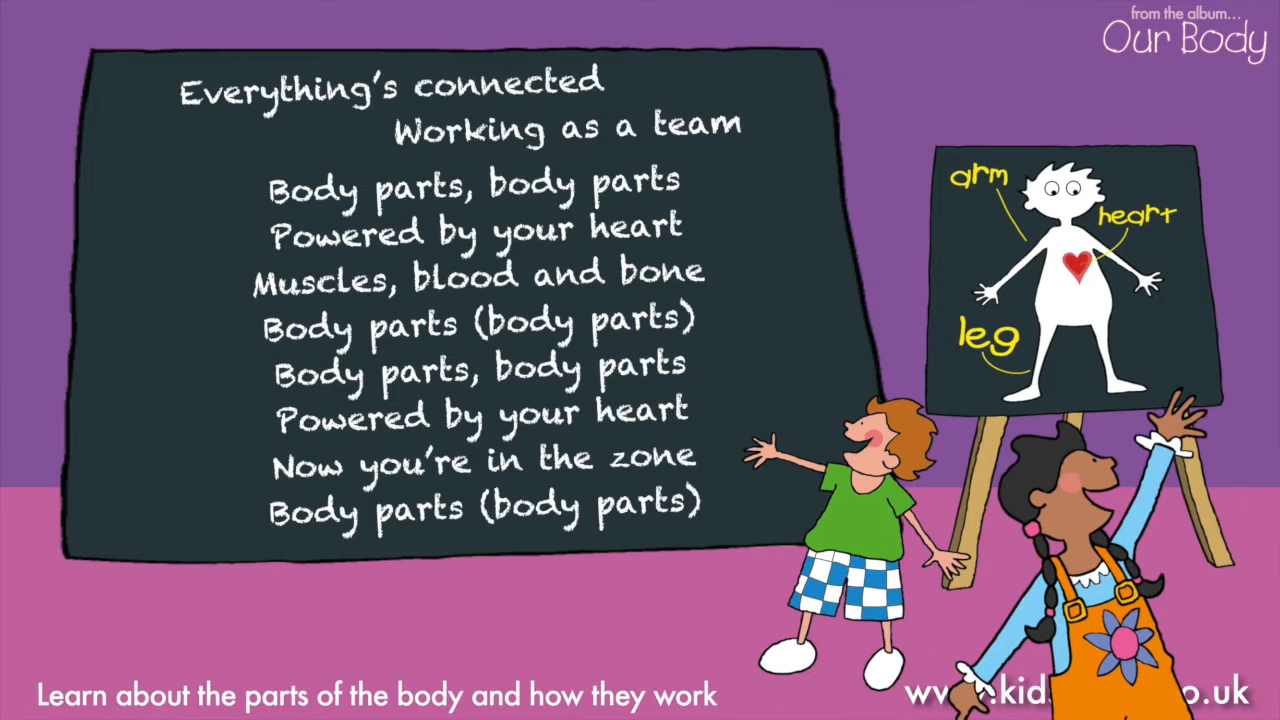 from the album...
Our Body
Everything's connected
Working as a team
Body parts, body parts
Powered by your heart
Muscles, blood and bone
Body parts (body parts)
Body parts, body parts
Powered by your heart
Now you're in the zone
Body parts (body parts)
arm
heart
leg
Learn about the parts of the body and how they work